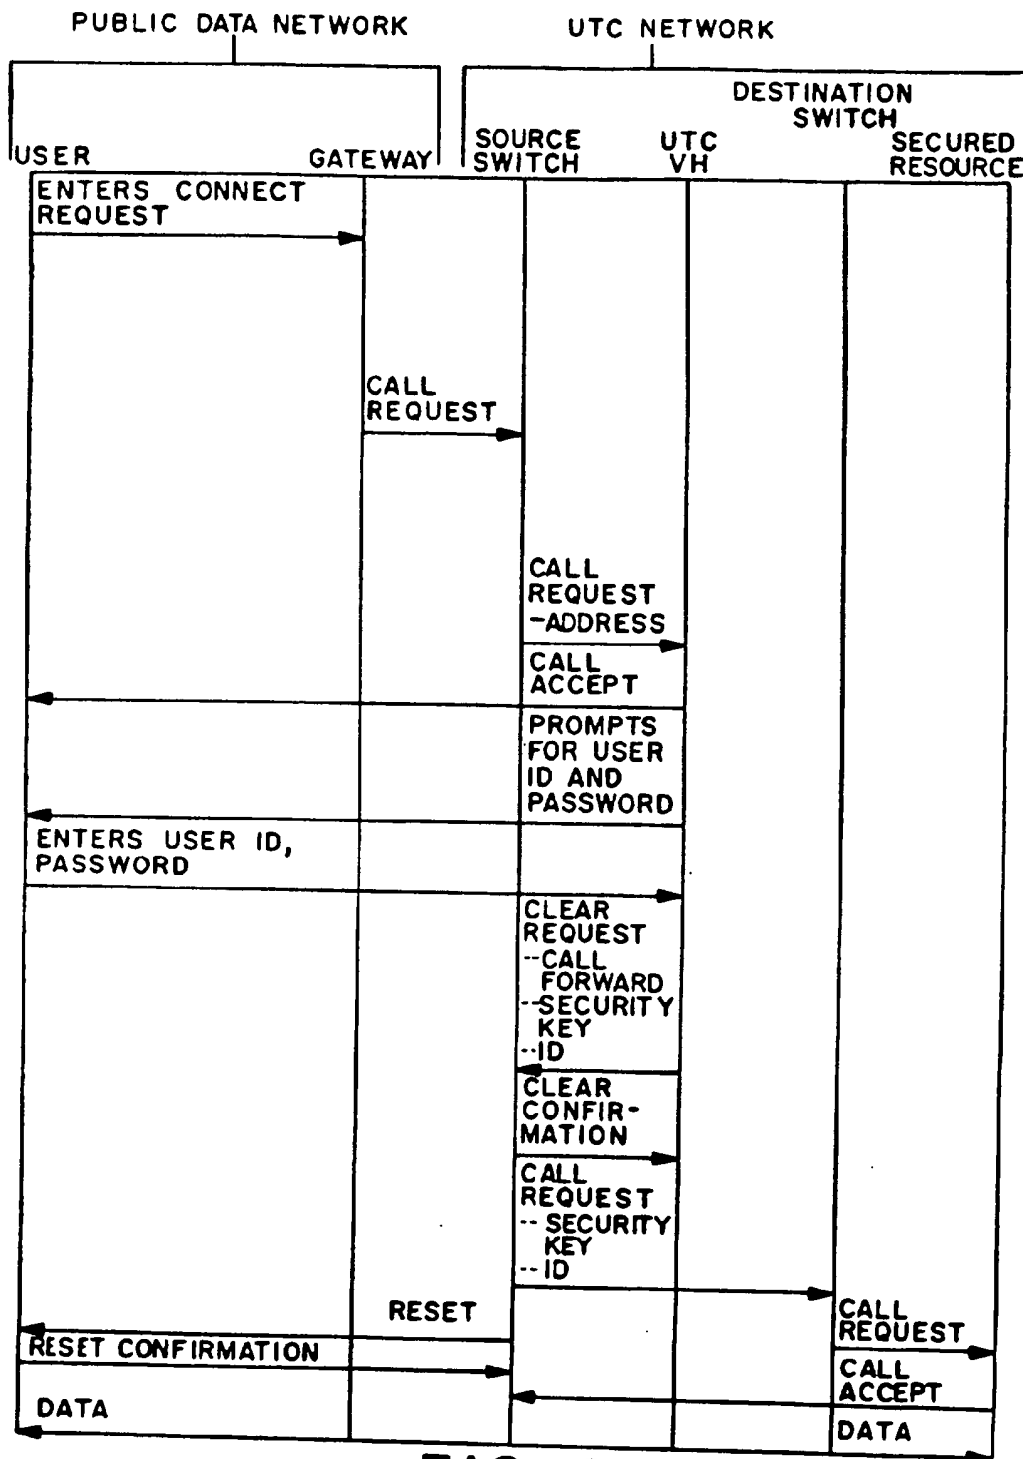 PUBLIC DATA NETWORK
UTC NETWORK
DESTINATION
SWITCH
USER
GATEWAY
SOURCE
SWITCH
UTC
VH
SECURED
RESOURCE
ENTERS CONNECT
REQUEST
CALL
REQUEST
CALL
REQUEST
-ADDRESS
CALL
ACCEPT
PROMPTS
FOR USER
ID AND
PASSWORD
ENTERS USER ID,
PASSWORD
CLEAR
REQUEST
--CALL
FORWARD
--SECURITY
KEY
--ID
CLEAR
CONFIR-
MATION
CALL
REQUEST
-- SECURITY
KEY
--ID
RESET
CALL
REQUEST
RESET CONFIRMATION
CALL
ACCEPT
DATA
DATA